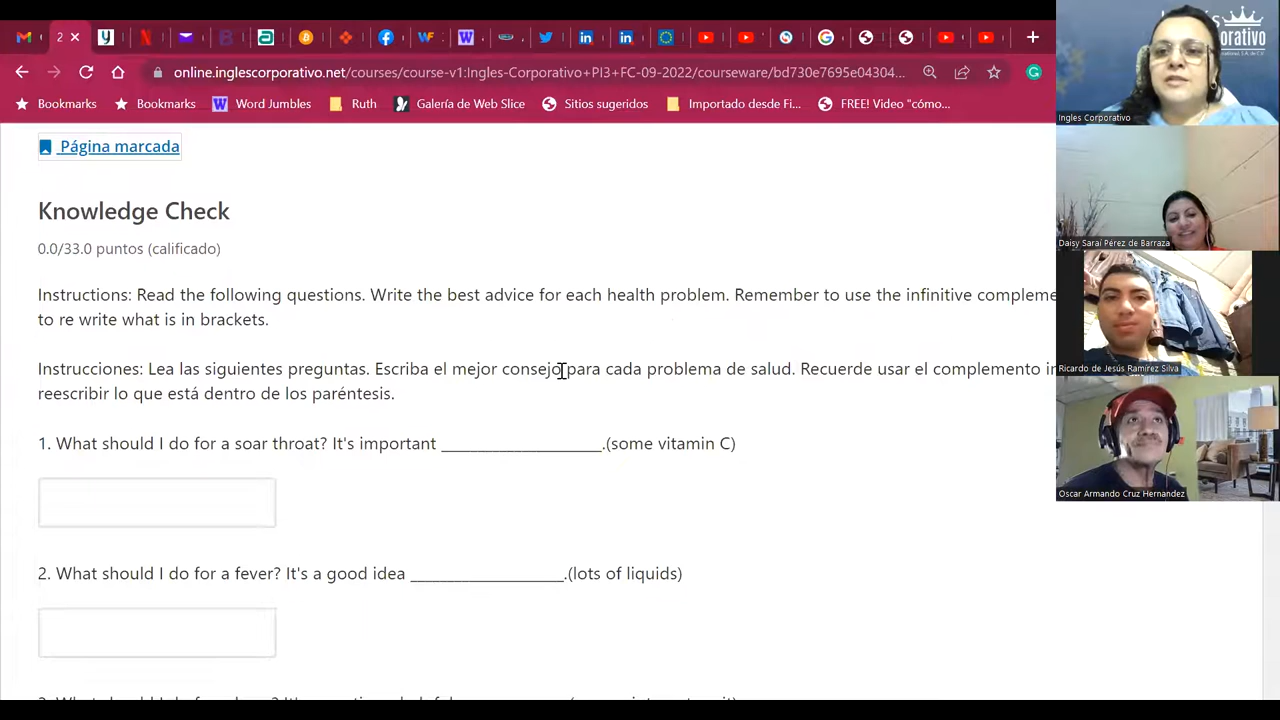 2
online.inglescorporativo.net/courses/course-v1:Ingles-Corporativo+PI3+FC-09-2022/courseware/bd730e7695e04304...
Bookmarks
Bookmarks
Word Jumbles
Ruth
Galería de Web Slice
Sitios sugeridos
Importado desde Fi...
FREE! Video "cómo...
Página marcada
Knowledge Check
0.0/33.0 puntos (calificado)
Instructions: Read the following questions. Write the best advice for each health problem. Remember to use the infinitive compleme
to re write what is in brackets.
Instrucciones: Lea las siguientes preguntas. Escriba el mejor consejo para cada problema de salud. Recuerde usar el complemento in
reescribir lo que está dentro de los paréntesis.
1. What should I do for a soar throat? It's important ____________________.(some vitamin C)
2. What should I do for a fever? It's a good idea ___________________.(lots of liquids)
Ingles Corporativo
Daisy Saraí Pérez de Barraza
Ricardo de Jesús Ramírez Silva
Oscar Armando Cruz Hernandez